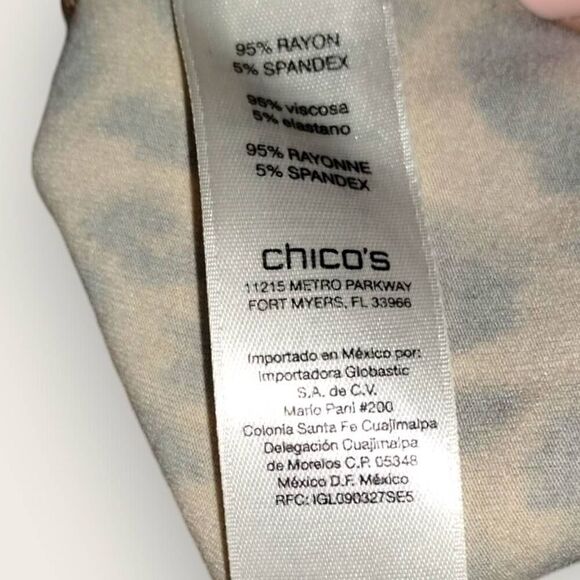 95% RAYON
5% SPANDEX
95% viscosa
5% elastano
95% RAYONNE
5% SPANDEX
chico's
11215 METRO PARKWAY
FORT MYERS, FL 33966
Importado en México por:
Importadora Globastic
S.A. de C.V.
Mario Pani #200
Colonia Santa Fe Cuajimalpa
Delegación Cuajimalpa
de Morelos C.P. 05348
México D.F. México
RFC: IGL090327SE5